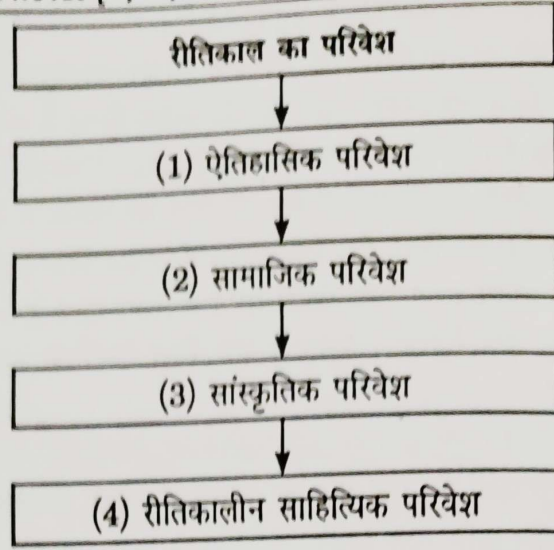 रीतिकाल का परिवेश
(1) ऐतिहासिक परिवेश
(2) सामाजिक परिवेश
(3) सांस्कृतिक परिवेश
(4) रीतिकालीन साहित्यिक परिवेश